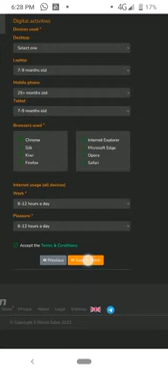 6:28 PM
4G
Digital activities
Devices used
Desktop
Select one
Laptop
7-9 months old
Mobile phone
25+ months old
Tablet
7-9 months old
Browsers used
Chrome
Internet Explorer
Silk
Microsoft Edge
Kiwi
Opera
Firefox
Safari
Internet usage (all devices)
Work
6-12 hours a day
Pleasure
6-12 hours a day
Accept the Terms & Conditions
Previous
News
Privacy
About
Legal